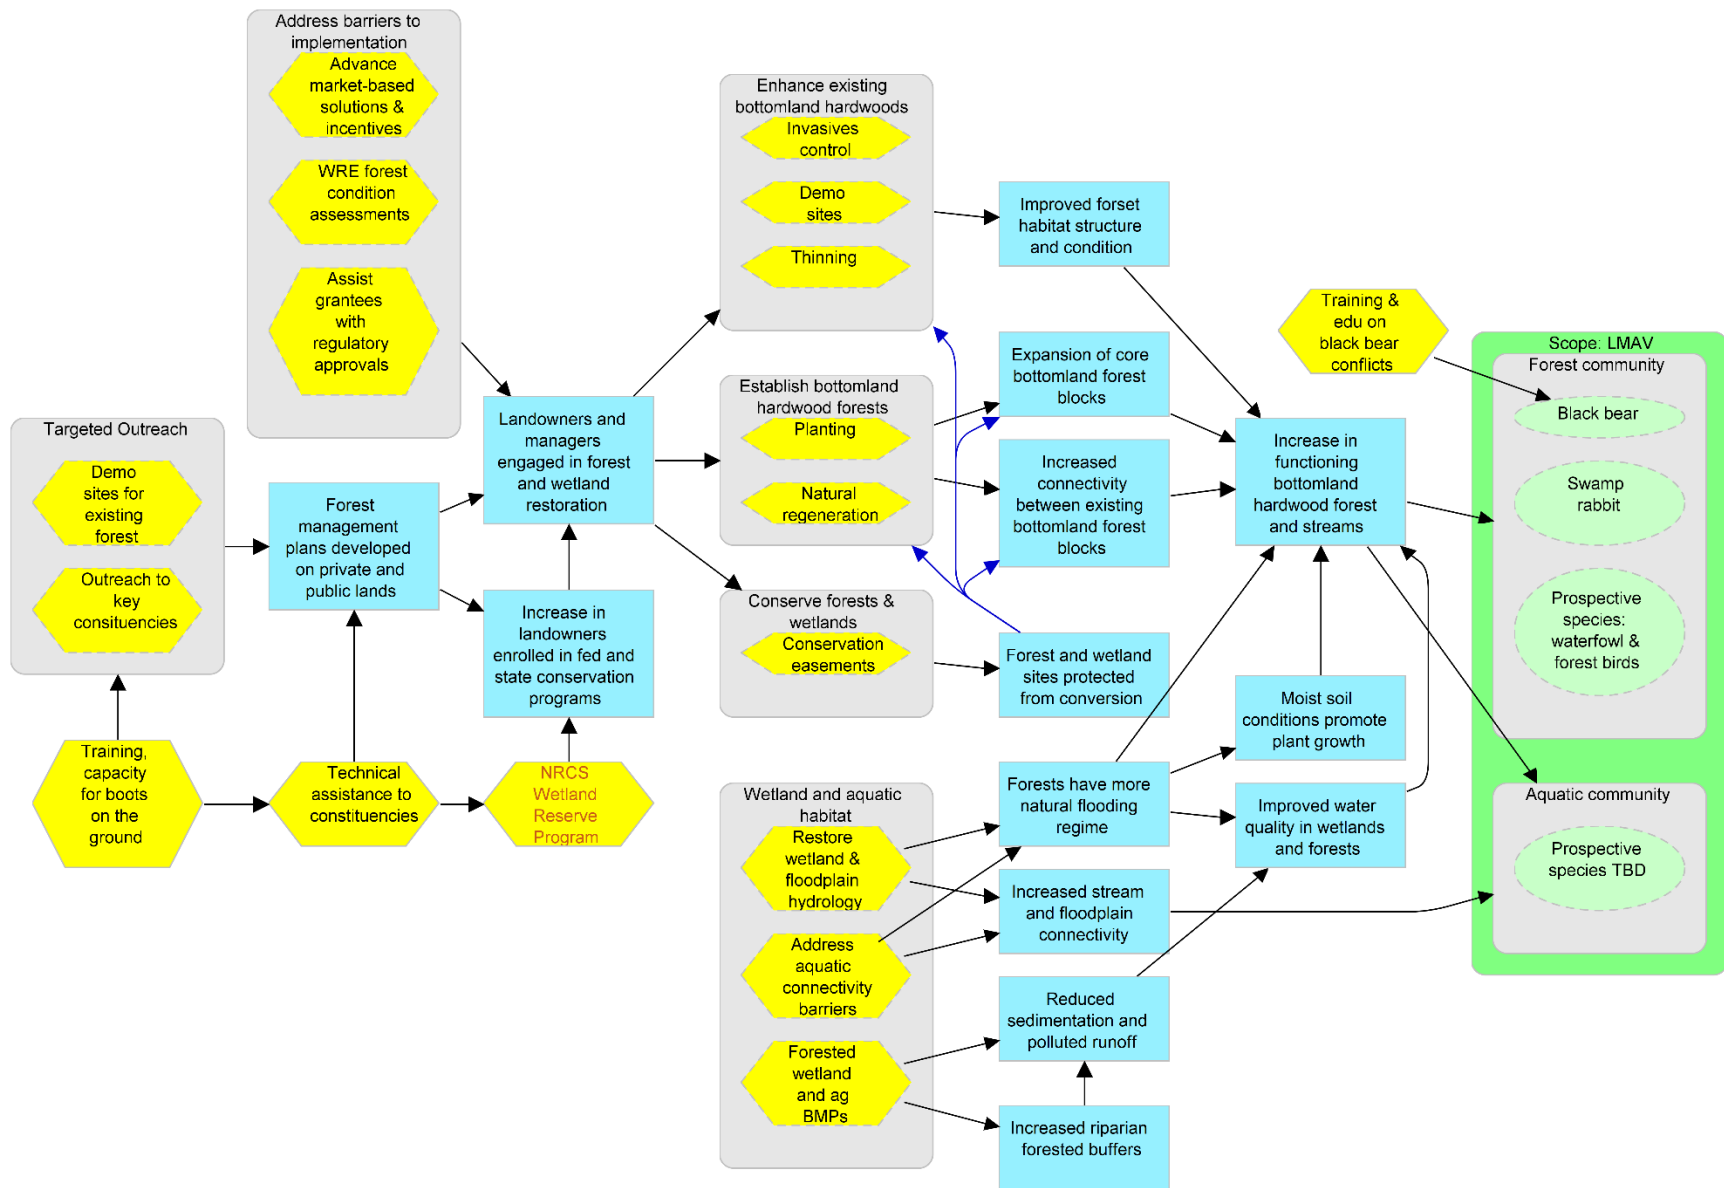 Address barriers to
implementation
Advance
market-based
solutions &
incentives
WRE forest
condition
assessments
Assist
grantees
with
regulatory
approvals
Targeted Outreach
Demo
sites for
existing
forest
Outreach to
key
consituencies
Training,
capacity
for boots
on the
ground
Forest
management
plans developed
on private and
public lands
Technical
assistance to
constituencies
Landowners and
managers
engaged in forest
and wetland
restoration
Increase in
landowners
enrolled in fed and
state conservation
programs
NRCS
Wetland
Reserve
Program
Enhance existing
bottomland hardwoods
Invasives
control
Demo
sites
Thinning
Establish bottomland
hardwood forests
Planting
Natural
regeneration
Conserve forests &
wetlands
Conservation
easements
Wetland and aquatic
habitat
Restore
wetland &
floodplain
hydrology
Address
aquatic
connectivity
barriers
Forested
wetland
and ag
BMPs
Improved forset
habitat structure
and condition
Expansion of core
bottomland forest
blocks
Increased
connectivity
between existing
bottomland forest
blocks
Forest and wetland
sites protected
from conversion
Forests have more
natural flooding
regime
Increased stream
and floodplain
connectivity
Reduced
sedimentation and
polluted runoff
Increased riparian
forested buffers
Training &
edu on
black bear
conflicts
Increase in
functioning
bottomland
hardwood forest
and streams
Moist soil
conditions promote
plant growth
Improved water
quality in wetlands
and forests
Scope: LMAV
Forest community
Black bear
Swamp
rabbit
Prospective
species:
waterfowl &
forest birds
Aquatic community
Prospective
species TBD